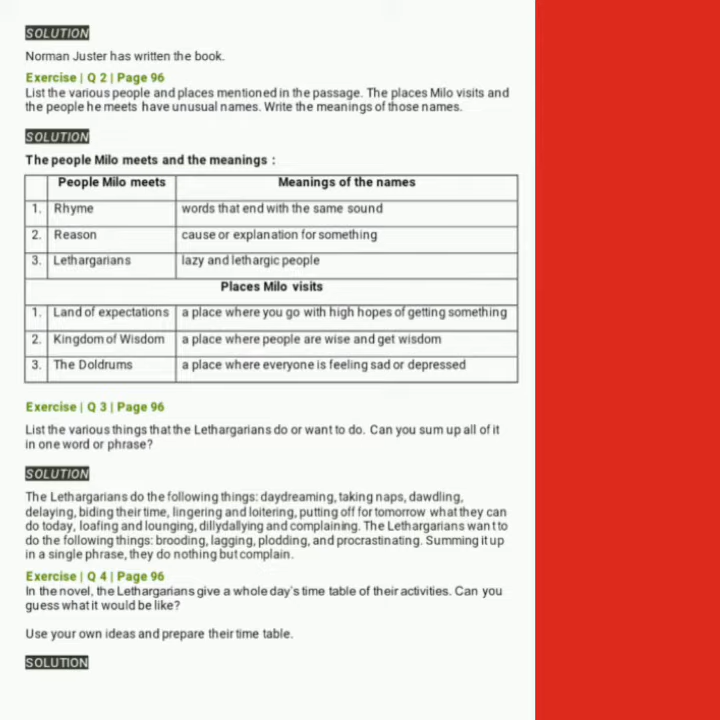 SOLUTION
Norman Juster has written the book.
Exercise | Q 2 | Page 96
List the various people and places mentioned in the passage. The places Milo visits and
the people he meets have unusual names. Write the meanings of those names.
SOLUTION
The people Milo meets and the meanings :
People Milo meets Meanings of the names
1. Rhyme words that end with the same sound
2. Reason cause or explanation for something
3. Lethargarians lazy and lethargic people
Places Milo visits
1. Land of expectations a place where you go with high hopes of getting something
2. Kingdom of Wisdom a place where people are wise and get wisdom
3. The Doldrums a place where everyone is feeling sad or depressed
Exercise | Q 3 | Page 96
List the various things that the Lethargarians do or want to do. Can you sum up all of it
in one word or phrase?
SOLUTION
The Lethargarians do the following things: daydreaming, taking naps, dawdling,
delaying, biding their time, lingering and loitering, putting off for tomorrow what they can
do today, loafing and lounging, dillydallying and complaining. The Lethargarians want to
do the following things: brooding, lagging, plodding, and procrastinating. Summing it up
in a single phrase, they do nothing but complain.
Exercise | Q 4 | Page 96
In the novel, the Lethargarians give a whole day's time table of their activities. Can you
guess what it would be like?
Use your own ideas and prepare their time table.
SOLUTION